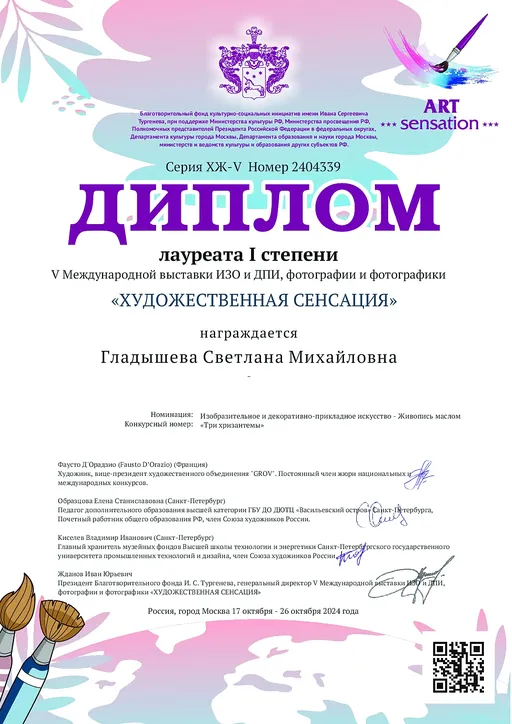 Благотворительный фонд культурно-социальных инициатив имени Ивана Сергеевича
Тургенева, при поддержке Министерства культуры РФ, Министерства просвещения РФ,
Полномочных представителей Президента Российской Федерации в федеральных округах,
Департамента культуры города Москвы, Департамента образования и науки города Москвы,
министерств и ведомств культуры и образования других субъектов РФ.
ART
sensation
Серия ХЖ-V Номер 2404339
ДИПЛОМ
лауреата I степени
V Международной выставки ИЗО и ДПИ, фотографии и фотографики
«ХУДОЖЕСТВЕННАЯ СЕНСАЦИЯ»
награждается
Гладышева Светлана Михайловна
-
Номинация: Изобразительное и декоративно-прикладное искусство - Живопись маслом
Конкурсный номер: «Три хризантемы»
Фаусто Д'Орадзио (Fausto D'Orazio) (Франция)
Художник, вице-президент художественного объединения "GROV". Постоянный член жюри национальных и
международных конкурсов.
Образцова Елена Станиславовна (Санкт-Петербург)
Педагог дополнительного образования высшей категории ГБУ ДО ДЮТЦ «Васильевский остров» Санкт-Петербурга,
Почетный работник общего образования РФ, член Союза художников России.
Киселев Владимир Иванович (Санкт-Петербург)
Главный хранитель музейных фондов Высшей школы технологии и энергетики Санкт-Петербургского государственного
университета промышленных технологий и дизайна, член Союза художников России.
Жданов Иван Юрьевич
Президент Благотворительного фонда И. С. Тургенева, генеральный директор V Международной выставки ИЗО и ДПИ,
фотографии и фотографики «ХУДОЖЕСТВЕННАЯ СЕНСАЦИЯ»
Россия, город Москва 17 октября - 26 октября 2024 года